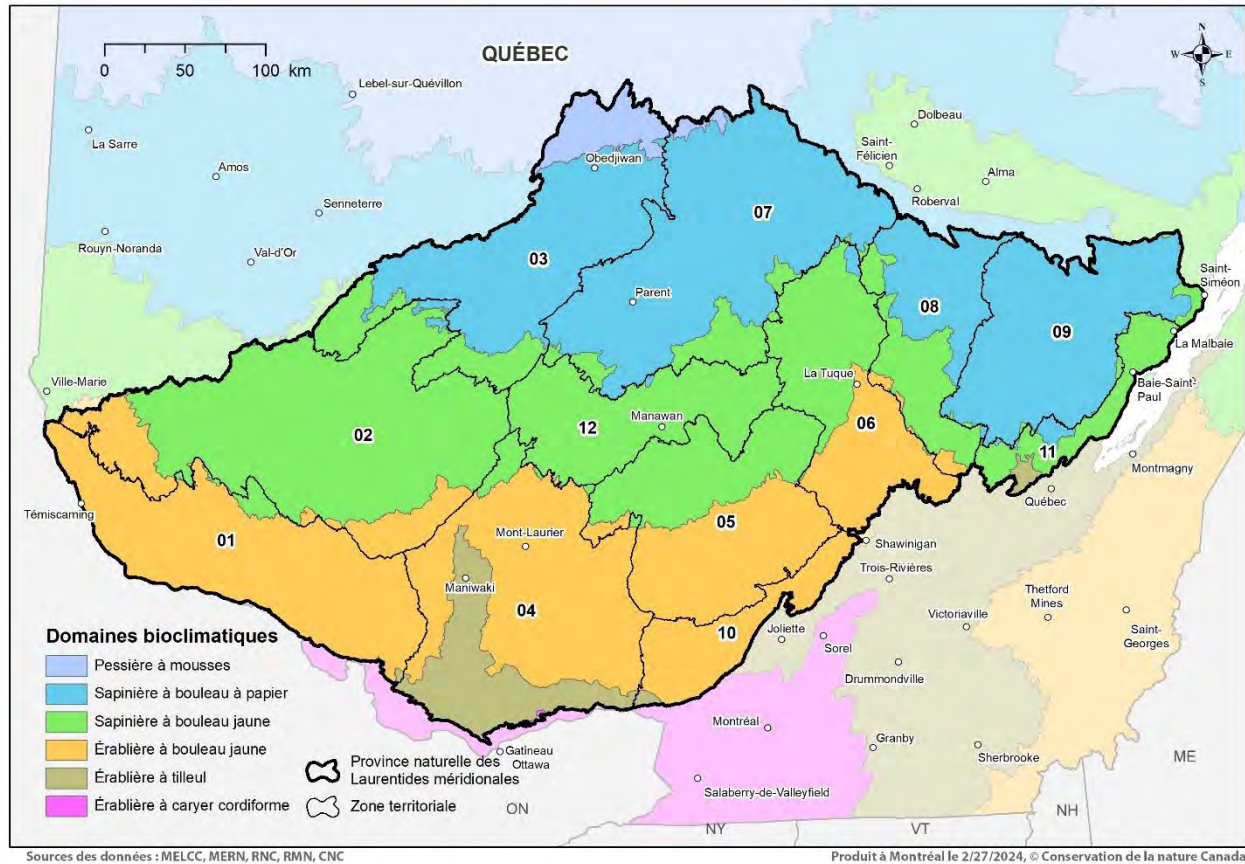 QUÉBEC
N
W E
S
0 50 100 km
Lebel-sur-Quévillon
Dolbeau
La Sarre
Saint-
Félicien
Obedjiwan
Alma
Amos
Roberval
Senneterre
07
Rouyn-Noranda
Val-d'Or
03
Saint-
Siméon
Parent
08
09
La Malbaie
Ville-Marie
La Tuque
Baie-Saint-
Paul
02
12
Manawan
06
11
Montmagny
Québec
Témiscaming
01
Mont-Laurier
05
Shawinigan
Trois-Rivières
Maniwaki
04
Thetford
Mines
Victoriaville
10
Joliette
Saint-
Georges
Sorel
Drummondville
Montréal
Granby
Sherbrooke
ME
Gatineau
Ottawa
Salaberry-de-Valleyfield
ON
NY
VT
NH
Domaines bioclimatiques
Pessière à mousses
Sapinière à bouleau à papier
Sapinière à bouleau jaune
Érablière à bouleau jaune
Érablière à tilleul
Érablière à caryer cordiforme
Province naturelle des
Laurentides méridionales
Zone territoriale
Sources des données : MELCC, MERN, RNC, RMN, CNC
Produit à Montréal le 2/27/2024, © Conservation de la nature Canada